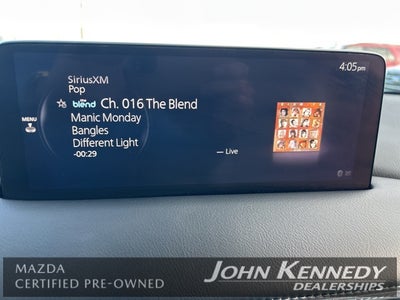 4:05pm
SiriusXM
Pop
blend Ch. 016 The Blend
Manic Monday
MENU
Bangles
Different Light
-00:29
Live
MAZDA
CERTIFIED PRE-OWNED
JOHN KENNEDY
DEALERSHIPS